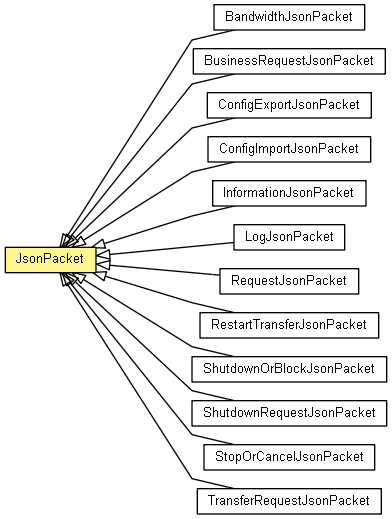 BandwidthJsonPacket
BusinessRequestJsonPacket
ConfigExportJsonPacket
ConfigImportJsonPacket
InformationJsonPacket
LogJsonPacket
JsonPacket
RequestJsonPacket
RestartTransferJsonPacket
ShutdownOrBlockJsonPacket
ShutdownRequestJsonPacket
StopOrCancelJsonPacket
TransferRequestJsonPacket